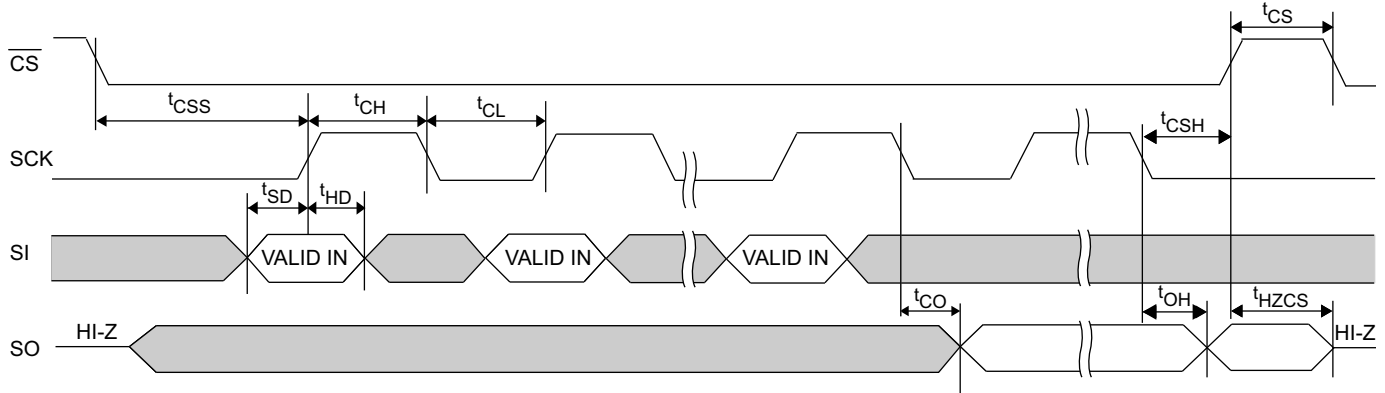 tCS
CS
tCSS
tCH
tCL
tCSH
SCK
tSD
tHD
SI
VALID IN
VALID IN
VALID IN
tCO
tOH
tHZCS
SO
HI-Z
HI-Z